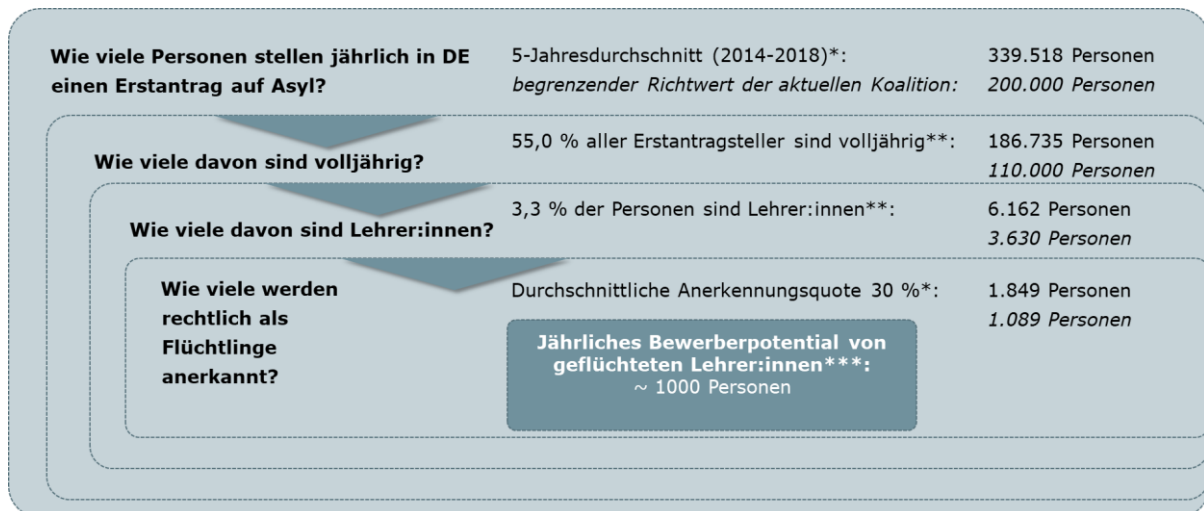 Wie viele Personen stellen jährlich in DE
einen Erstantrag auf Asyl?
5-Jahresdurchschnitt (2014-2018)*: 339.518 Personen
begrenzender Richtwert der aktuellen Koalition: 200.000 Personen
Wie viele davon sind volljährig?
55,0 % aller Erstantragsteller sind volljährig**: 186.735 Personen
110.000 Personen
Wie viele davon sind Lehrer:innen?
3,3 % der Personen sind Lehrer:innen**: 6.162 Personen
3.630 Personen
Wie viele werden
rechtlich als
Flüchtlinge
anerkannt?
Durchschnittliche Anerkennungsquote 30 %*: 1.849 Personen
1.089 Personen
Jährliches Bewerberpotential von
geflüchteten Lehrer:innen***:
~ 1000 Personen